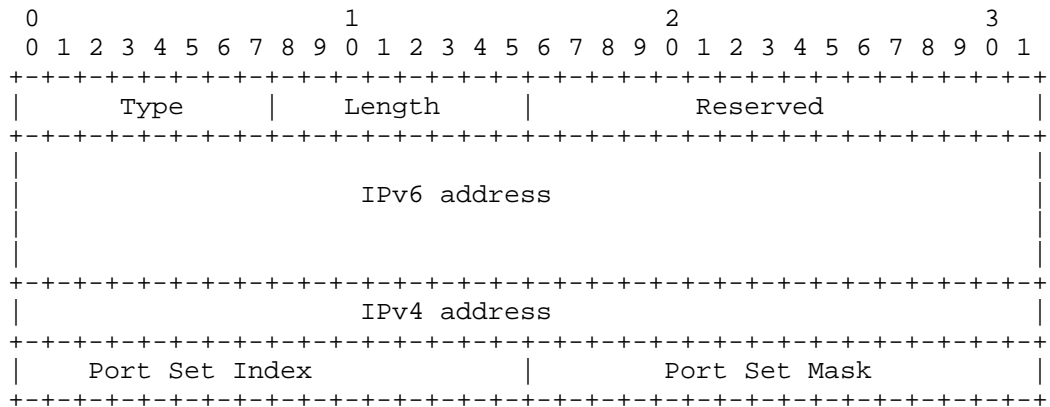 0                   1                   2                   3
 0 1 2 3 4 5 6 7 8 9 0 1 2 3 4 5 6 7 8 9 0 1 2 3 4 5 6 7 8 9 0 1
+-+-+-+-+-+-+-+-+-+-+-+-+-+-+-+-+-+-+-+-+-+-+-+-+-+-+-+-+-+-+-+-+
|      Type     |    Length     |          Reserved             |
+-+-+-+-+-+-+-+-+-+-+-+-+-+-+-+-+-+-+-+-+-+-+-+-+-+-+-+-+-+-+-+-+
|                                                               |
|                     IPv6 address                              |
|                                                               |
|                                                               |
+-+-+-+-+-+-+-+-+-+-+-+-+-+-+-+-+-+-+-+-+-+-+-+-+-+-+-+-+-+-+-+-+
|                     IPv4 address                              |
+-+-+-+-+-+-+-+-+-+-+-+-+-+-+-+-+-+-+-+-+-+-+-+-+-+-+-+-+-+-+-+-+
|    Port Set Index             |        Port Set Mask          |
+-+-+-+-+-+-+-+-+-+-+-+-+-+-+-+-+-+-+-+-+-+-+-+-+-+-+-+-+-+-+-+-+